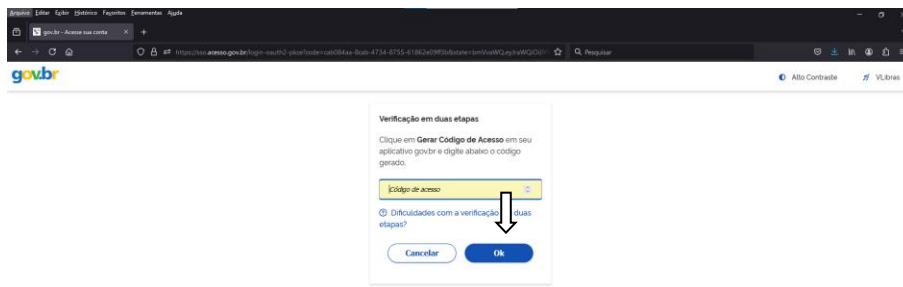 Arquivo Editar Exibir Histórico Favoritos Ferramentas Ajuda
gov.br - Acesse sua conta
Pesquisar
gov.br
Alto Contraste
VLibras
Verificação em duas etapas
Clique em Gerar Código de Acesso em seu
aplicativo gov.br e digite abaixo o código
gerado.
Código de acesso
Dificuldades com a verificação duas
etapas?
Cancelar
Ok